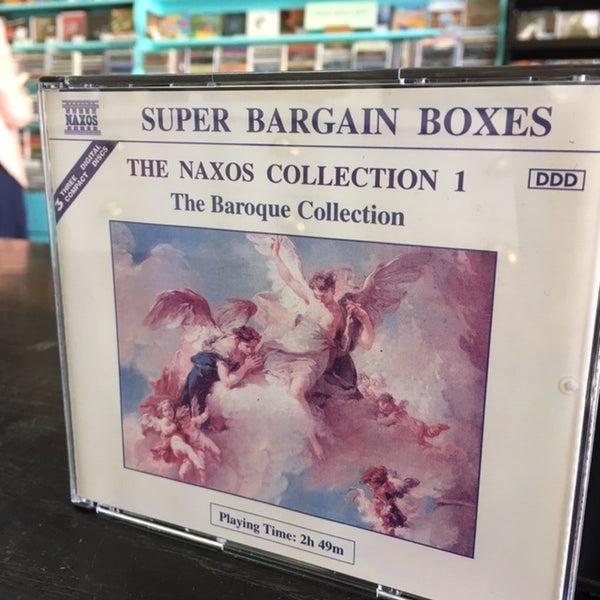 NAXOS
SUPER BARGAIN BOXES
3 THREE DIGITAL
COMPACT DISCS
THE NAXOS COLLECTION 1
DDD
The Baroque Collection
Playing Time: 2h 49m